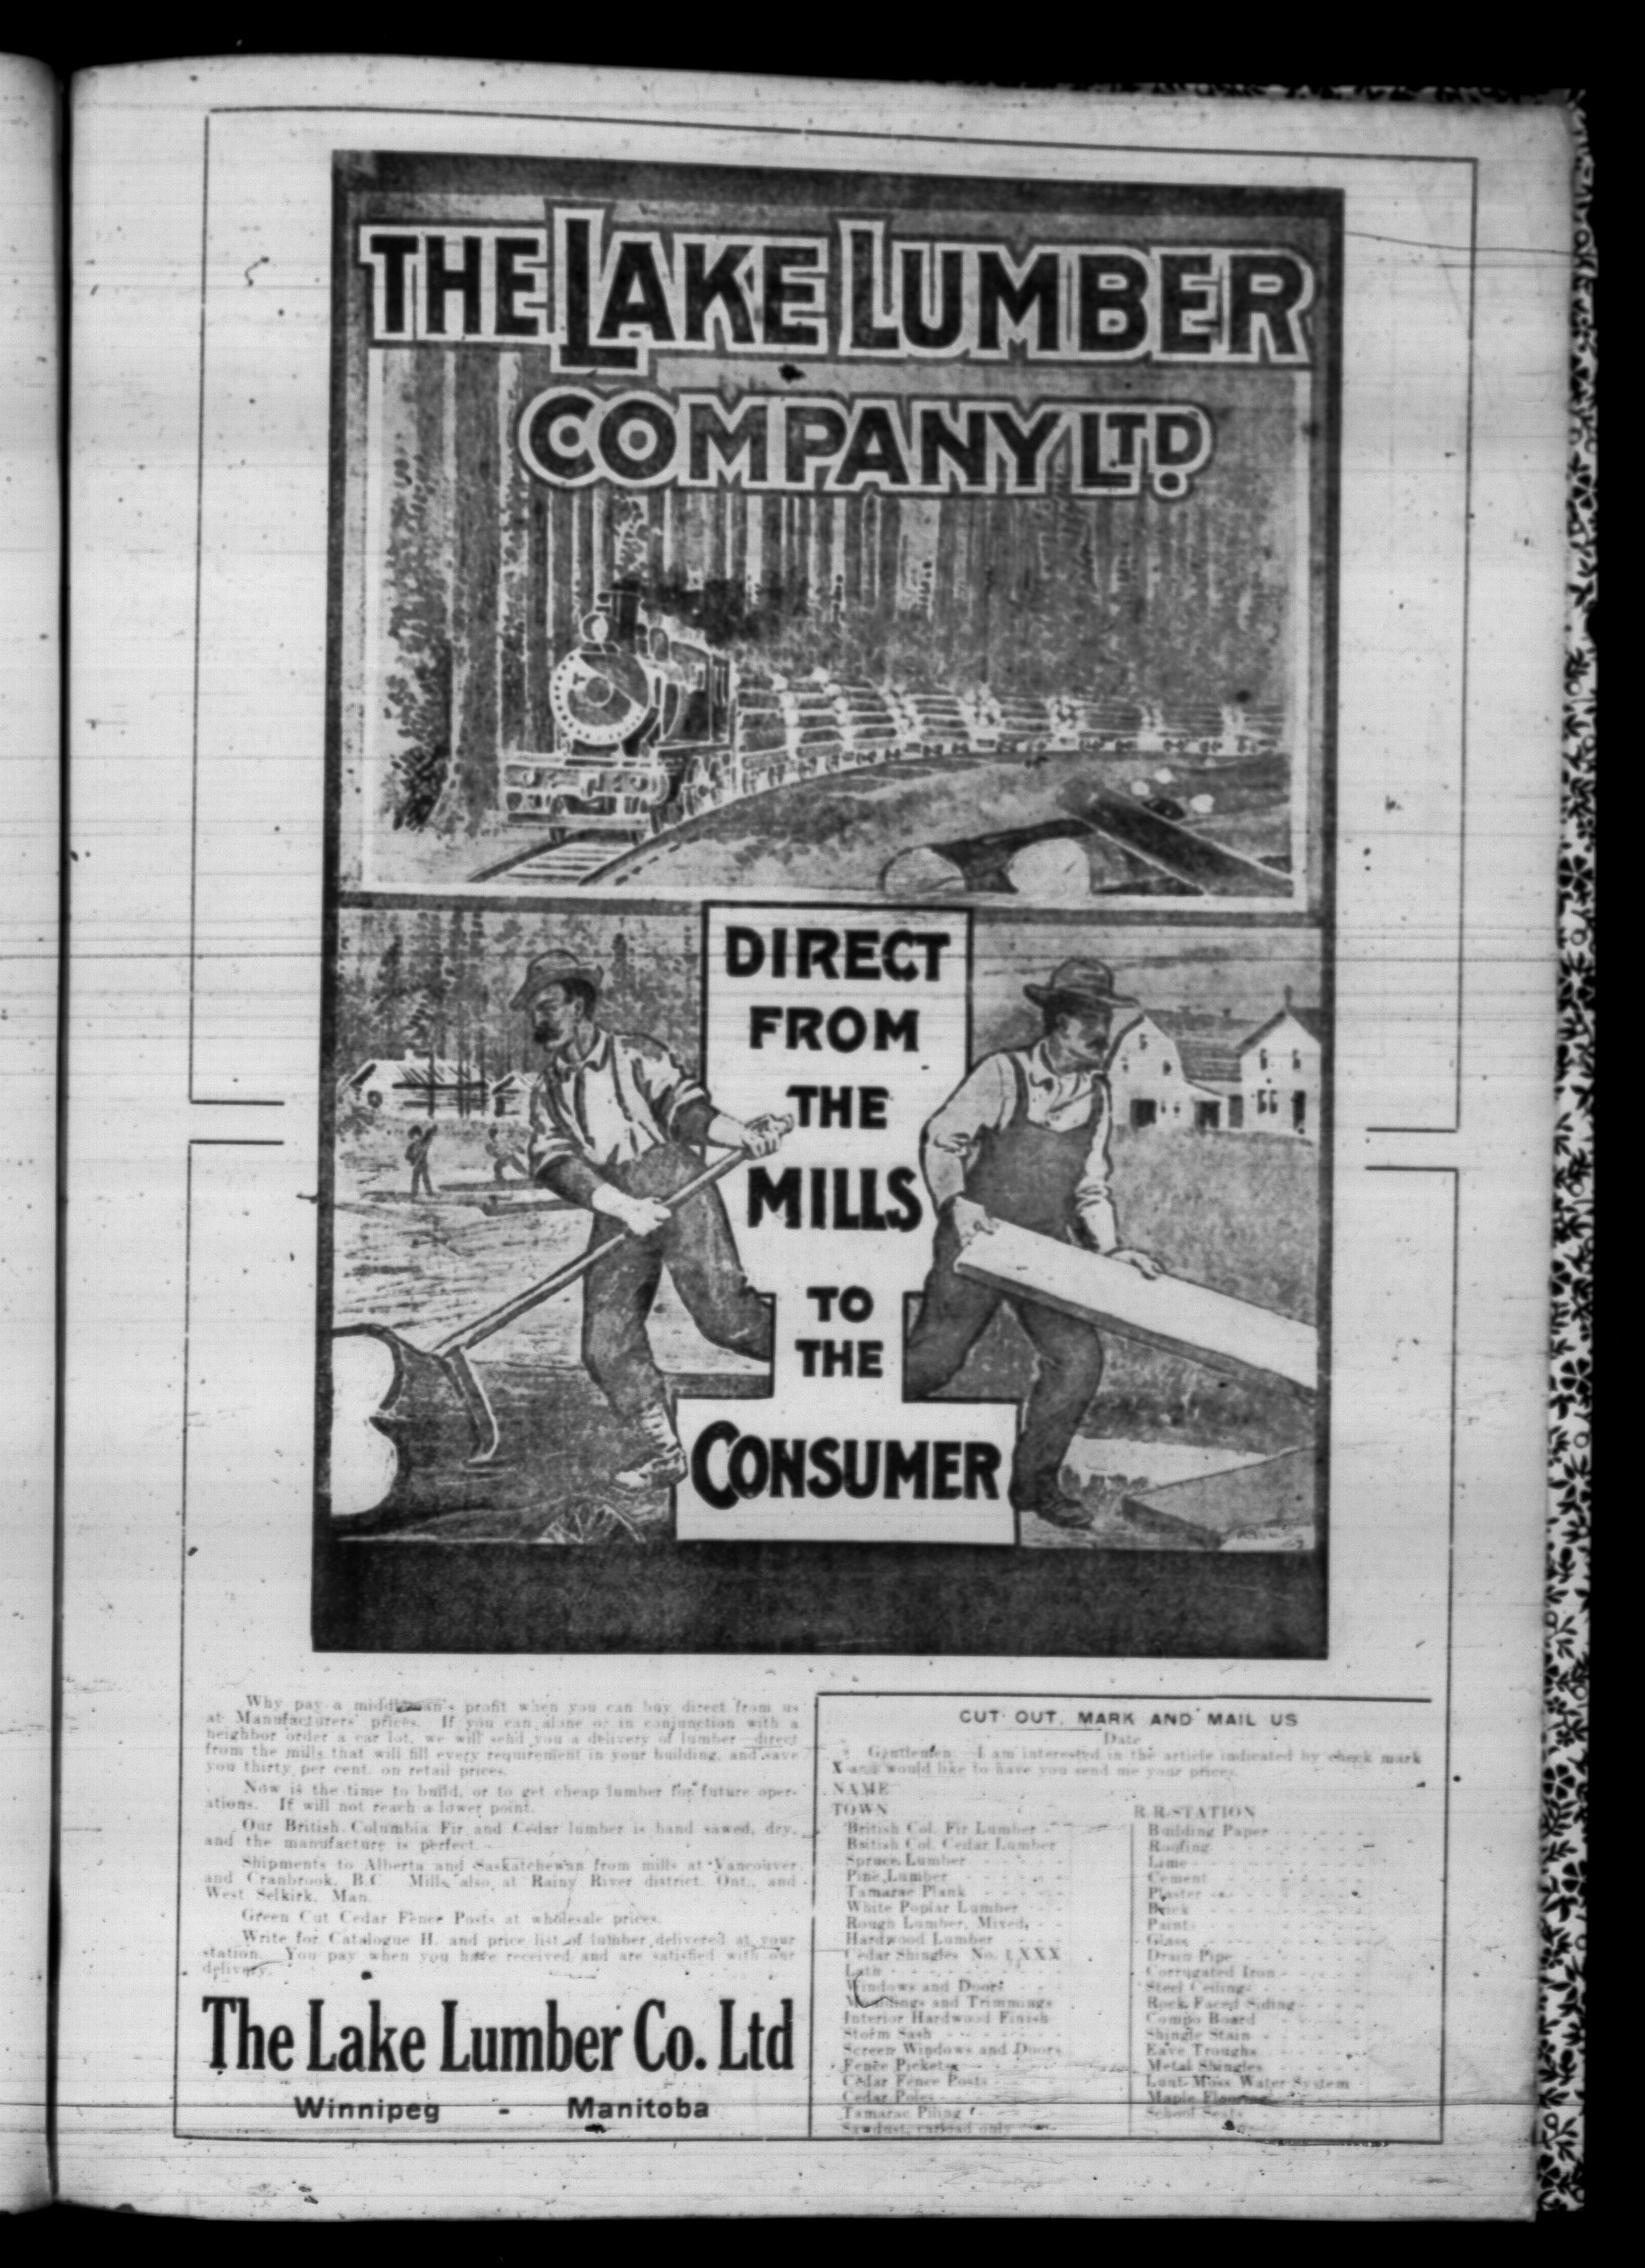 THE LAKE LUMBER
COMPANY LTD.
DIRECT
FROM
THE
MILLS
TO
THE
CONSUMER
Why pay a middleman's profit when you can buy direct from us
at Manufacturers' prices. If you can alone or in conjunction with a
neighbor order a car lot, we will send you a delivery of lumber direct
from the mills that will fill every requirement in your building, and save
you thirty per cent. on retail prices.
Now is the time to build, or to get cheap lumber for future oper-
ations. If will not reach a lower point.
Our British Columbia Fir and Cedar lumber is band sawed, dry,
and the manufacture is perfect.
Shipments to Alberta and Saskatchewan from mills at Vancouver
and Cranbrook, B.C. Mills also at Rainy River district, Ont., and
West Selkirk, Man.
Green Cut Cedar Fence Posts at wholesale prices.
Write for Catalogue H. and price list of lumber delivered at your
station. You pay when you have received and are satisfied with our
delivery.
The Lake Lumber Co. Ltd
Winnipeg - Manitoba
CUT OUT, MARK AND MAIL US
Date
Gentlemen I am interested in the article indicated by check mark
X and would like to have you send me your prices.
NAME
TOWN R.R. STATION
British Col. Fir Lumber
British Col. Cedar Lumber
Spruce Lumber
Pine Lumber
Tamarac Plank
White Poplar Lumber
Rough Lumber, Mixed,
Hardwood Lumber
Cedar Shingles No. 1, XXX
Lath
Windows and Doors
Mouldings and Trimmings
Interior Hardwood Finish
Storm Sash
Screen Windows and Doors
Fence Pickets
Cedar Fence Posts
Cedar Poles
Tamarac Piling
Sawdust, carload only
Building Paper
Roofing
Lime
Cement
Plaster
Brick
Paint
Glass
Drain Pipe
Corrugated Iron
Steel Ceiling
Rock Faced Siding
Compo Board
Shingle Stain
Eave Troughs
Metal Shingles
Lunt-Moss Water System
Maple Flooring
School Seats